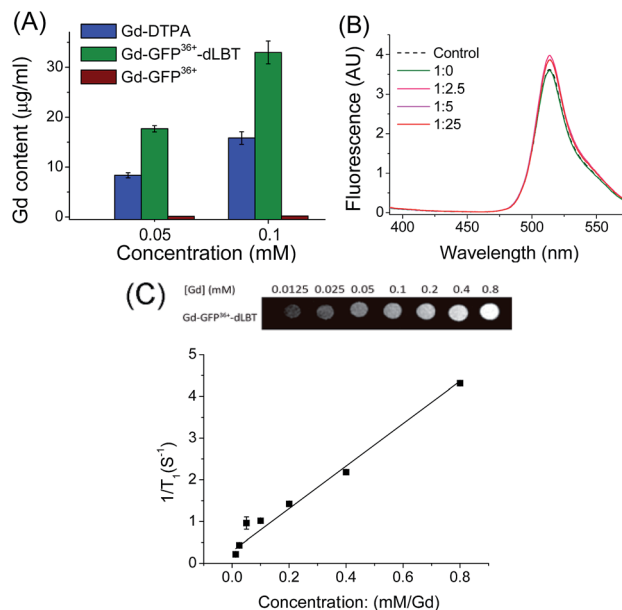 (A)
Gd-DTPA
Gd-GFP³⁶⁺-dLBT
Gd-GFP³⁶⁺
Gd content (μg/ml)
30
20
10
0
0.05 0.1
Concentration (mM)
(B)
Control
1:0
1:2.5
1:5
1:25
Fluorescence (AU)
5
4
3
2
1
0
400 450 500 550
Wavelength (nm)
(C)
[Gd] (mM) 0.0125 0.025 0.05 0.1 0.2 0.4 0.8
Gd-GFP³⁶⁺-dLBT
1/T₁(S⁻¹)
5
4
3
2
1
0
0.0 0.2 0.4 0.6 0.8
Concentration: (mM/Gd)